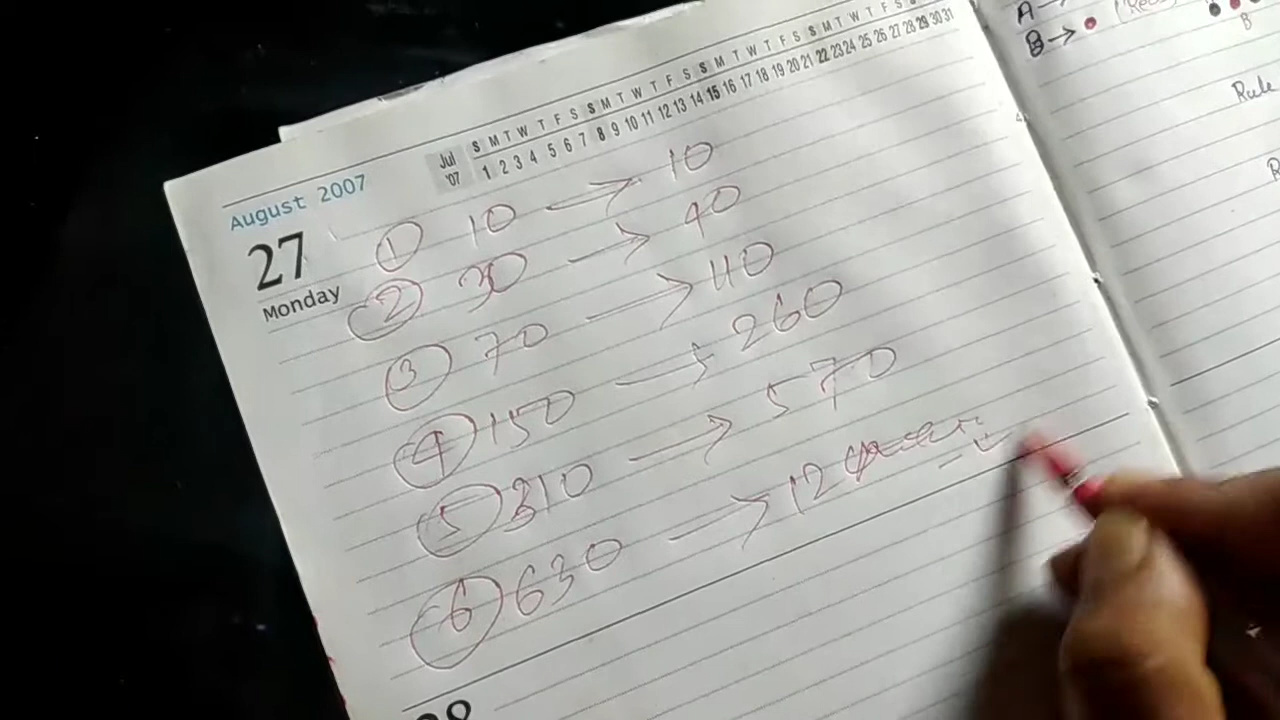 A →
B → ●
B
Rule
August 2007
27
Monday
Jul '07
S M T W T F S S M T W T F S S M T W T F S S M T W T F S
1 2 3 4 5 6 7 8 9 10 11 12 13 14 15 16 17 18 19 20 21 22 23 24 25 26 27 28 29 30 31
① 10 → 10
② 30 → 40
③ 70 → 110
④ 150 → 260
⑤ 310 → 570
⑥ 630 → 12